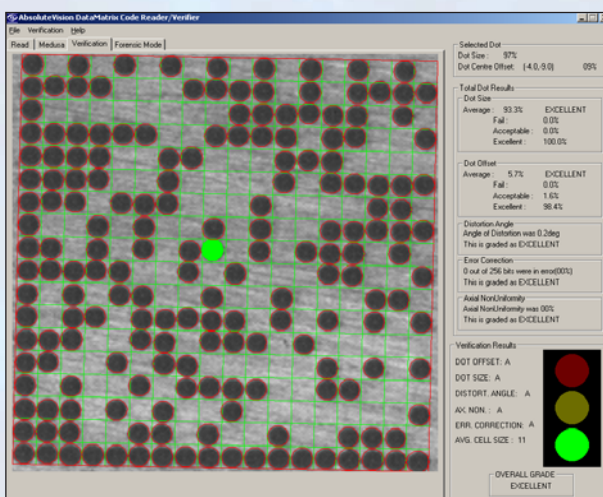 AbsoluteVision DataMatrix Code Reader/Verifier
File Verification Help
Read Medusa Verification Forensic Mode
Selected Dot
Dot Size : 97%
Dot Centre Offset: (-4.0,-9.0) 09%
Total Dot Results
Dot Size
Average : 93.3% EXCELLENT
Fail : 0.0%
Acceptable : 0.0%
Excellent : 100.0%
Dot Offset
Average : 5.7% EXCELLENT
Fail : 0.0%
Acceptable : 1.6%
Excellent : 98.4%
Distortion Angle
Angle of Distortion was 0.2deg
This is graded as EXCELLENT
Error Correction
0 out of 256 bits were in error(00%)
This is graded as EXCELLENT
Axial NonUniformity
Axial NonUniformity was 00%
This is graded as EXCELLENT
Verification Results
DOT OFFSET: A
DOT SIZE: A
DISTORT. ANGLE: A
AX. NON. : A
ERR. CORRECTION: A
AVG. CELL SIZE : 11
OVERALL GRADE
EXCELLENT